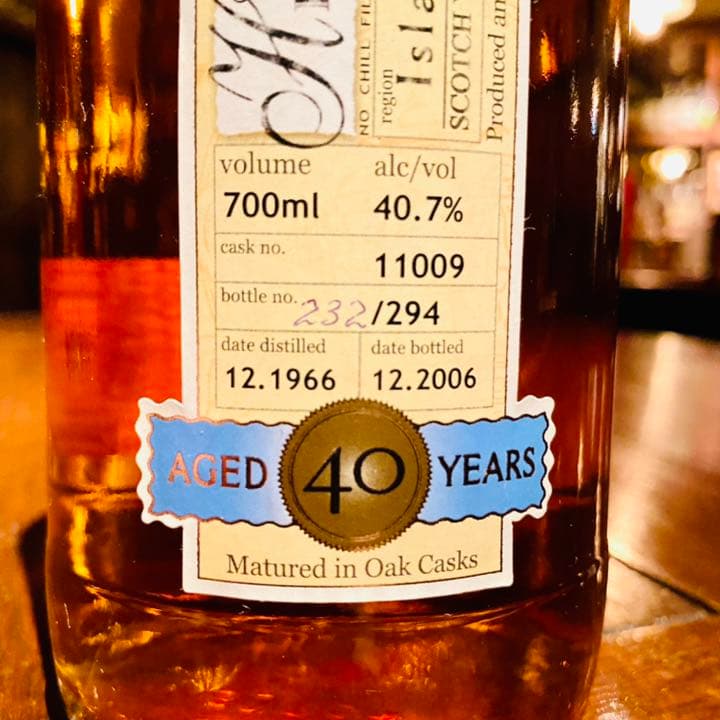 NO CHILL FIL
region
Isla
SCOTCH
Produced an
volume
alc/vol
700ml
40.7%
cask no.
11009
bottle no. 232/294
date distilled
date bottled
12.1966
12.2006
AGED 40 YEARS
Matured in Oak Casks